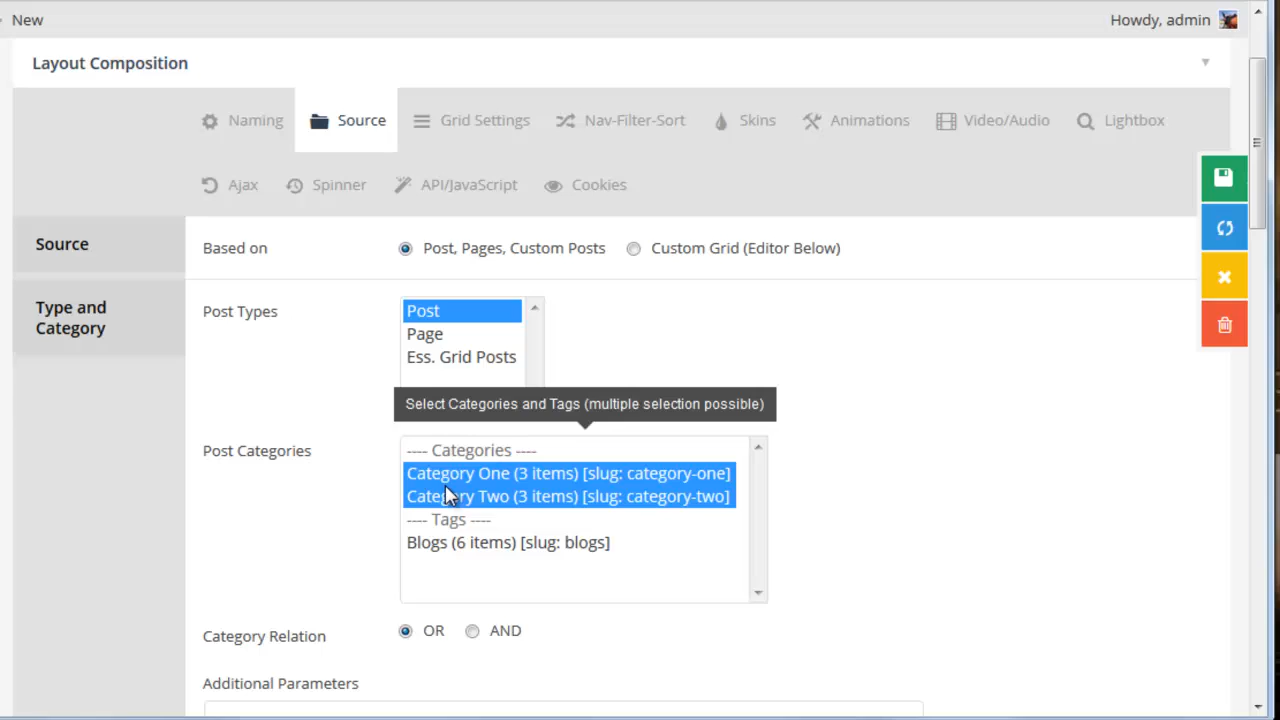 New Howdy, admin
Layout Composition
Naming Source Grid Settings Nav-Filter-Sort Skins Animations Video/Audio Lightbox
Ajax Spinner API/JavaScript Cookies
Source
Based on Post, Pages, Custom Posts Custom Grid (Editor Below)
Type and
Category
Post Types
Post
Page
Ess. Grid Posts
Select Categories and Tags (multiple selection possible)
Post Categories
---- Categories ----
Category One (3 items) [slug: category-one]
Category Two (3 items) [slug: category-two]
---- Tags ----
Blogs (6 items) [slug: blogs]
Category Relation OR AND
Additional Parameters